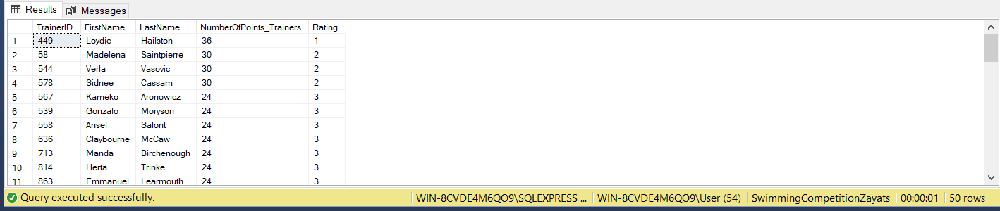 Results Messages
TrainerID FirstName LastName NumberOfPoints_Trainers Rating
1 449 Loydie Hailston 36 1
2 58 Madelena Saintpierre 30 2
3 544 Verla Vasovic 30 2
4 578 Sidnee Cassam 30 2
5 567 Kameko Aronowicz 24 3
6 539 Gonzalo Moryson 24 3
7 558 Ansel Safont 24 3
8 636 Claybourne McCaw 24 3
9 713 Manda Birchenough 24 3
10 814 Herta Trinke 24 3
11 863 Emmanuel Learmouth 24 3
Query executed successfully. WIN-8CVDE4M6QO9\SQLEXPRESS ... WIN-8CVDE4M6QO9\User (54) SwimmingCompetitionZayats 00:00:01 50 rows